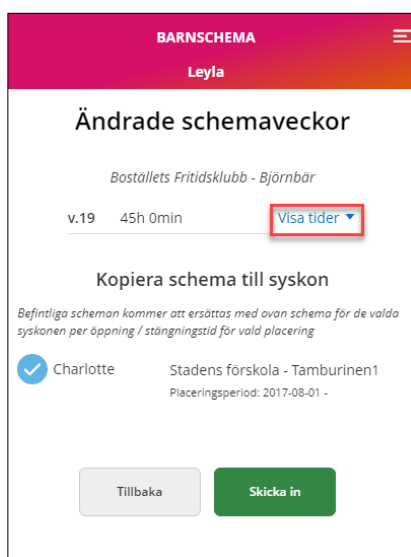 BARNSCHEMA
Leyla
Ändrade schemaveckor
Boställets Fritidsklubb - Björnbär
v.19 45h 0min Visa tider
Kopiera schema till syskon
Befintliga scheman kommer att ersättas med ovan schema för de valda
syskonen per öppning / stängningstid för vald placering
Charlotte Stadens förskola - Tamburinen1
Placeringsperiod: 2017-08-01 -
Tillbaka Skicka in